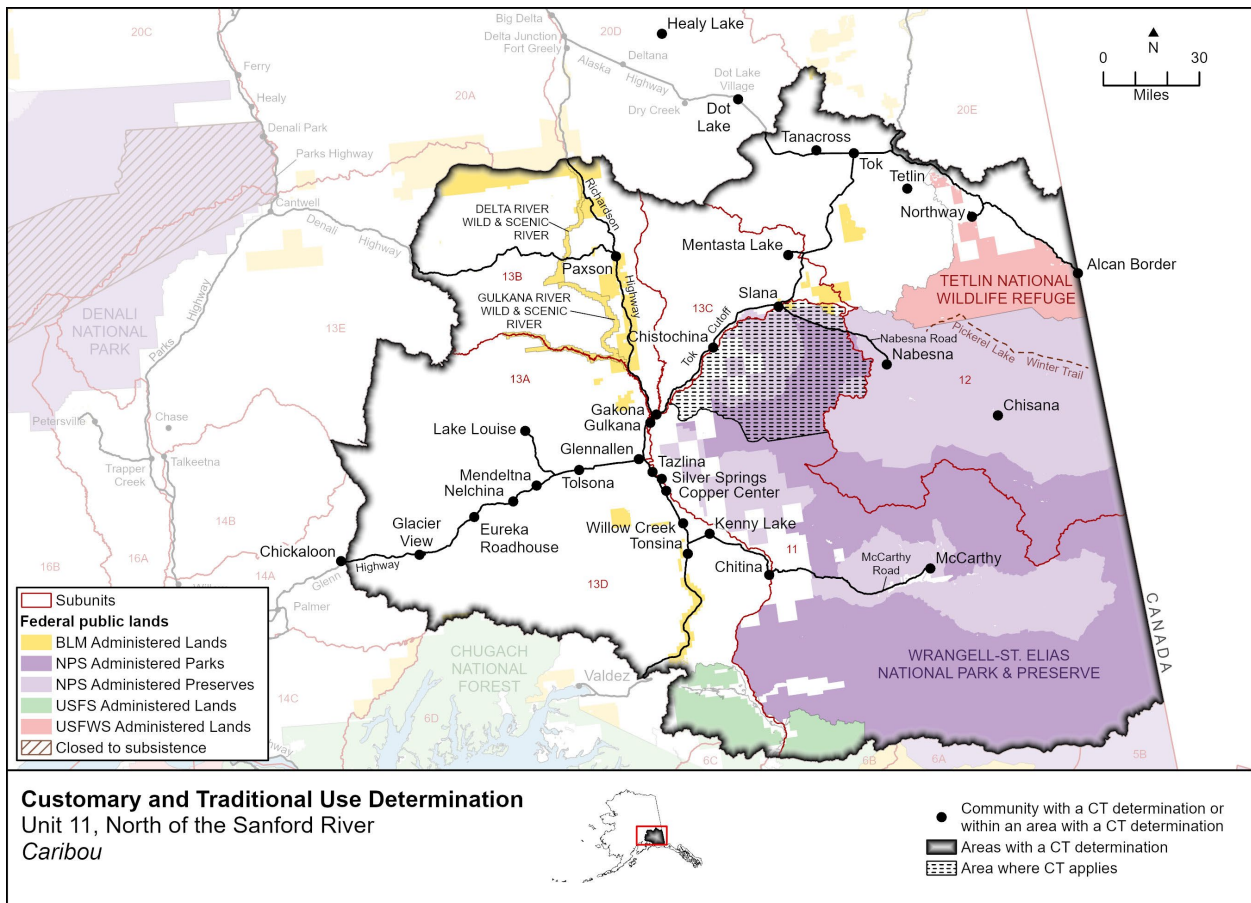 20C
Big Delta
20D
Healy Lake
Delta Junction
Fort Greely
Deltana
Alaska
Highway
Dot Lake
Village
Ferry
20A
20E
Healy
Dry Creek
Dot
Lake
N
0
30
Miles
Denali Park
Parks Highway
Tanacross
Tok
Tetlin
Northway
Cantwell
Denali
Highway
Richardson
DELTA RIVER
WILD & SCENIC
RIVER
Mentasta Lake
Alcan Border
13B
Paxson
TETLIN NATIONAL
WILDLIFE REFUGE
Highway
GULKANA RIVER
WILD & SCENIC
RIVER
13C
Slana
DENALI
NATIONAL
PARK
13E
Parks
Highway
Chistochina
Tok
Cutoff
Nabesna Road
Nabesna
Pickerel Lake
Winter Trail
13A
12
Petersville
Chase
Gakona
Gulkana
Chisana
Lake Louise
Glennallen
Trapper
Creek
Talkeetna
Mendeltna
Nelchina
Tolsona
Tazlina
Silver Springs
Copper Center
14B
Glacier
View
Eureka
Roadhouse
Willow Creek
Tonsina
Kenny Lake
11
16B
16A
14A
Chickaloon
Glenn
Highway
McCarthy
Road
McCarthy
Chitina
13D
Palmer
CANADA
WRANGELL-ST. ELIAS
NATIONAL PARK & PRESERVE
CHUGACH
NATIONAL
FOREST
Valdez
14C
6D
6C
6B
6A
5B
Subunits
Federal public lands
BLM Administered Lands
NPS Administered Parks
NPS Administered Preserves
USFS Administered Lands
USFWS Administered Lands
Closed to subsistence
Customary and Traditional Use Determination
Unit 11, North of the Sanford River
Caribou
Community with a CT determination or
within an area with a CT determination
Areas with a CT determination
Area where CT applies